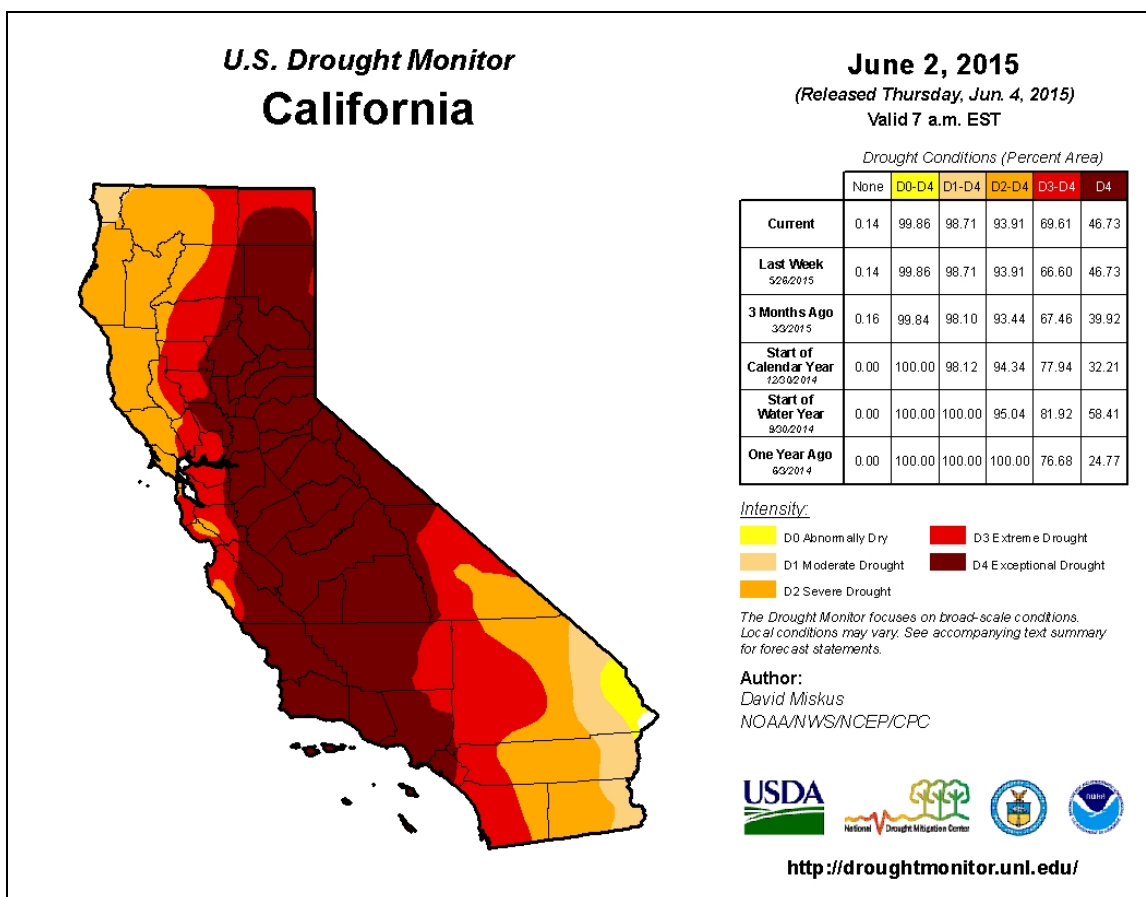 U.S. Drought Monitor
California
June 2, 2015
(Released Thursday, Jun. 4, 2015)
Valid 7 a.m. EST
Drought Conditions (Percent Area)
None D0-D4 D1-D4 D2-D4 D3-D4 D4
Current 0.14 99.86 98.71 93.91 69.61 46.73
Last Week 0.14 99.86 98.71 93.91 66.60 46.73
5/26/2015
3 Months Ago 0.16 99.84 98.10 93.44 67.46 39.92
3/3/2015
Start of
Calendar Year 0.00 100.00 98.12 94.34 77.94 32.21
12/30/2014
Start of
Water Year 0.00 100.00 100.00 95.04 81.92 58.41
9/30/2014
One Year Ago 0.00 100.00 100.00 100.00 76.68 24.77
6/3/2014
Intensity:
D0 Abnormally Dry
D1 Moderate Drought
D2 Severe Drought
D3 Extreme Drought
D4 Exceptional Drought
The Drought Monitor focuses on broad-scale conditions.
Local conditions may vary. See accompanying text summary
for forecast statements.
Author:
David Miskus
NOAA/NWS/NCEP/CPC
USDA
National Drought Mitigation Center
noaa
http://droughtmonitor.unl.edu/